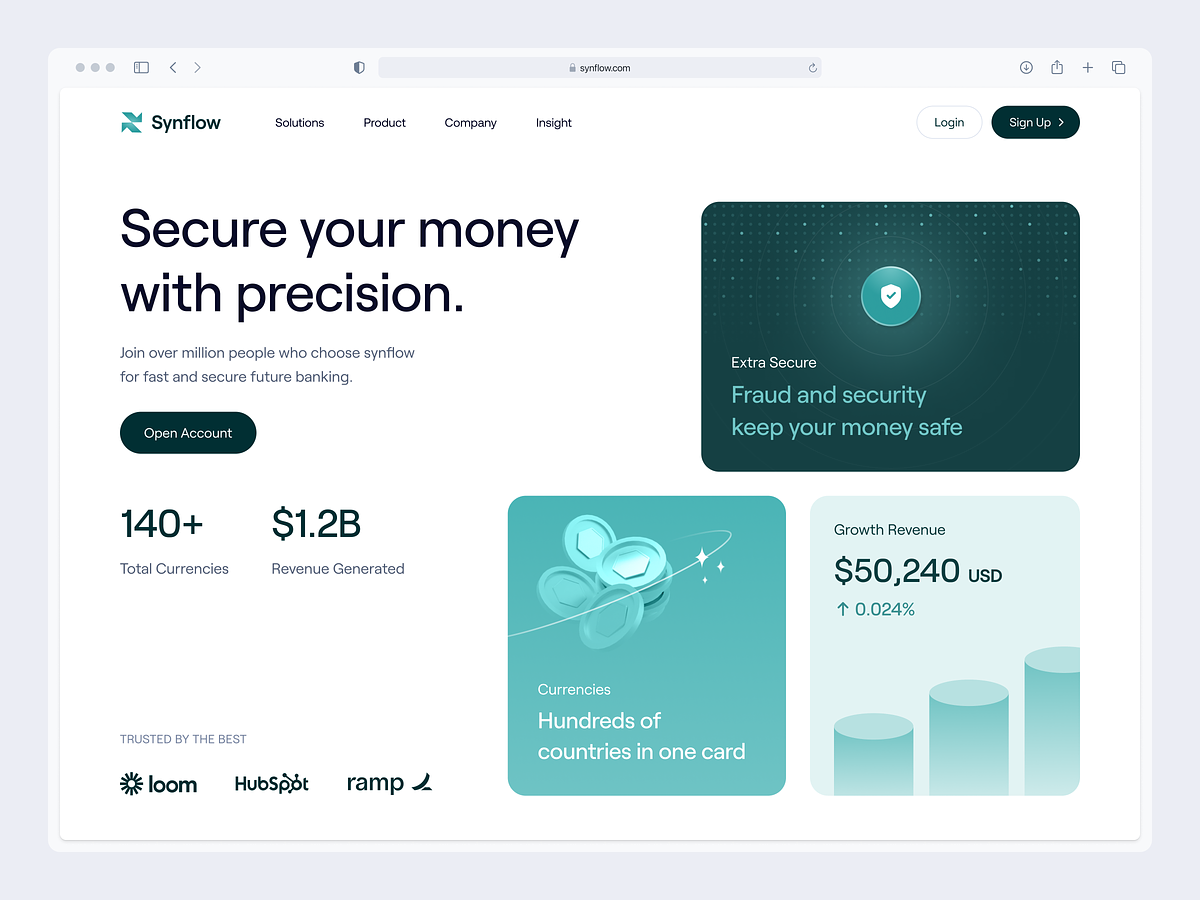 synflow.com
Synflow
Solutions
Product
Company
Insight
Login
Sign Up
Secure your money
with precision.
Join over million people who choose synflow
for fast and secure future banking.
Open Account
140+
Total Currencies
$1.2B
Revenue Generated
TRUSTED BY THE BEST
loom
HubSpot
ramp
Extra Secure
Fraud and security
keep your money safe
Currencies
Hundreds of
countries in one card
Growth Revenue
$50,240 USD
↑ 0.024%